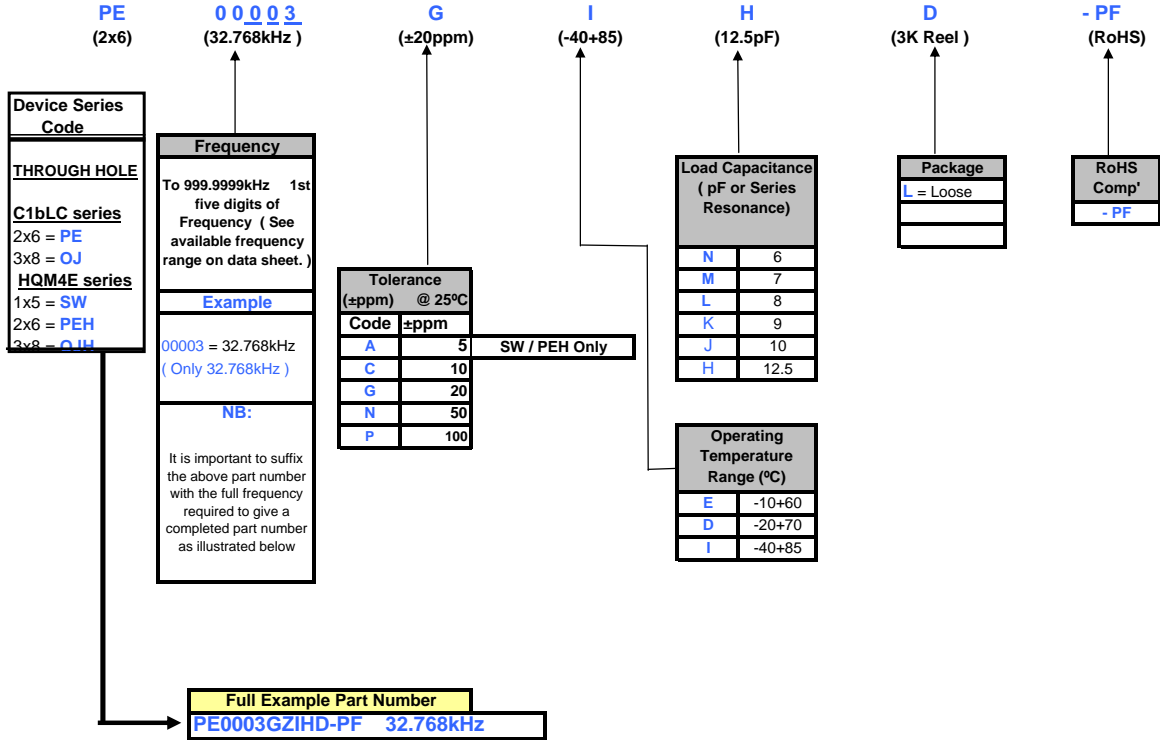 PE 00003 G I H D - PF
(2x6) (32.768kHz ) (±20ppm) (-40+85) (12.5pF) (3K Reel ) (RoHS)
Device Series
Code
THROUGH HOLE
C1bLC series
2x6 = PE
3x8 = OJ
HQM4E series
1x5 = SW
2x6 = PEH
3x8 = OJH
Frequency
To 999.9999kHz 1st
five digits of
Frequency ( See
available frequency
range on data sheet. )
Example
00003 = 32.768kHz
( Only 32.768kHz )
NB:
It is important to suffix
the above part number
with the full frequency
required to give a
completed part number
as illustrated below
Tolerance
(±ppm) @ 25ºC
Code ±ppm
A 5 SW / PEH Only
C 10
G 20
N 50
P 100
Load Capacitance
( pF or Series
Resonance)
N 6
M 7
L 8
K 9
J 10
H 12.5
Operating
Temperature
Range (ºC)
E -10+60
D -20+70
I -40+85
Package
L = Loose
RoHS
Comp'
- PF
Full Example Part Number
PE0003GZIHD-PF 32.768kHz